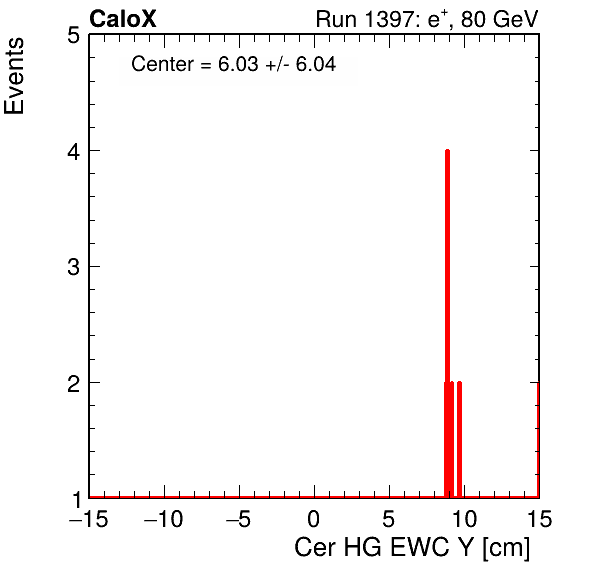 CaloX Run 1397: e⁺, 80 GeV
Center = 6.03 +/- 6.04
Events
5
4
3
2
1
−15 −10 −5 0 5 10 15
Cer HG EWC Y [cm]